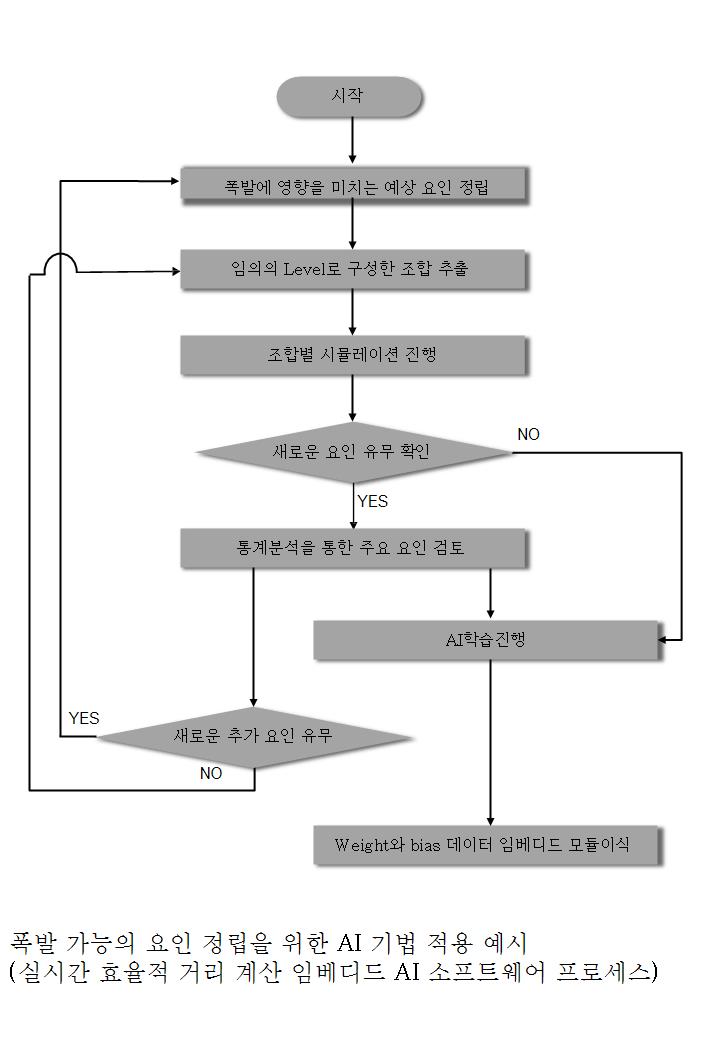 시작
폭발에 영향을 미치는 예상 요인 정립
임의의 Level로 구성한 조합 추출
조합별 시뮬레이션 진행
새로운 요인 유무 확인
NO
YES
통계분석을 통한 주요 요인 검토
AI학습진행
YES
새로운 추가 요인 유무
NO
Weight와 bias 데이터 임베디드 모듈이식
폭발 가능의 요인 정립을 위한 AI 기법 적용 예시
(실시간 효율적 거리 계산 임베디드 AI 소프트웨어 프로세스)